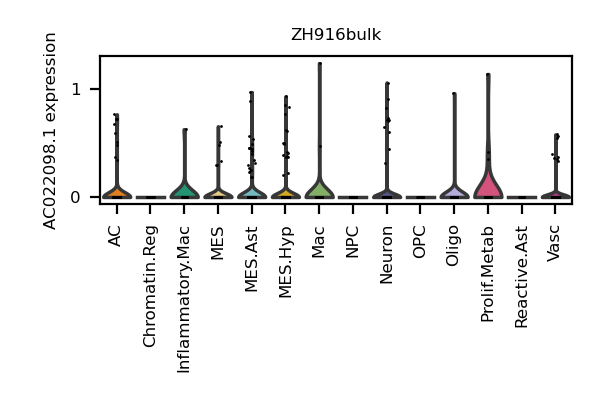 ZH916bulk
AC022098.1 expression
1
0
AC
Chromatin.Reg
Inflammatory.Mac
MES
MES.Ast
MES.Hyp
Mac
NPC
Neuron
OPC
Oligo
Prolif.Metab
Reactive.Ast
Vasc